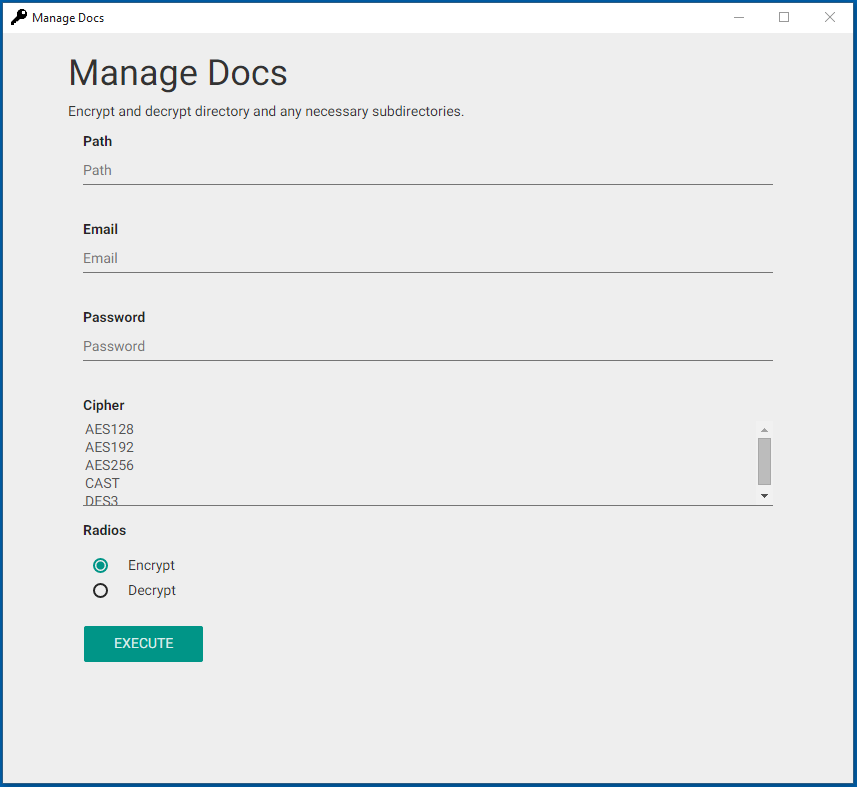 Manage Docs
Manage Docs
Encrypt and decrypt directory and any necessary subdirectories.
Path
Path
Email
Email
Password
Password
Cipher
AES128
AES192
AES256
CAST
DES3
Radios
Encrypt
Decrypt
EXECUTE